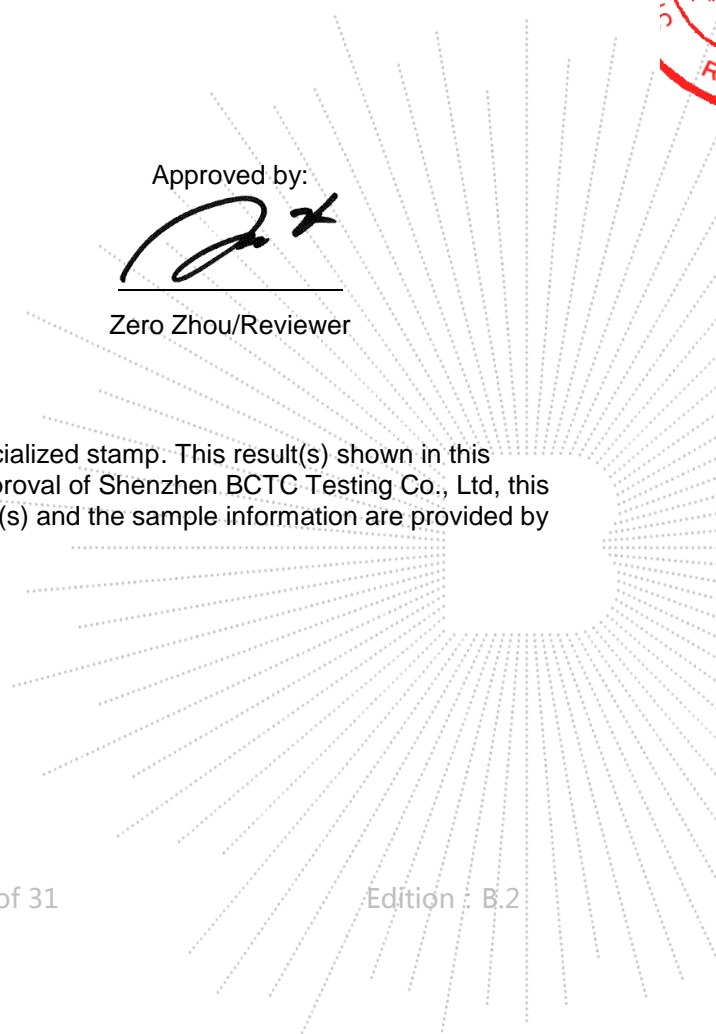 Approved by:
Zero Zhou/Reviewer
cialized stamp. This result(s) shown in this
proval of Shenzhen BCTC Testing Co., Ltd, this
(s) and the sample information are provided by
of 31
Edition : B.2